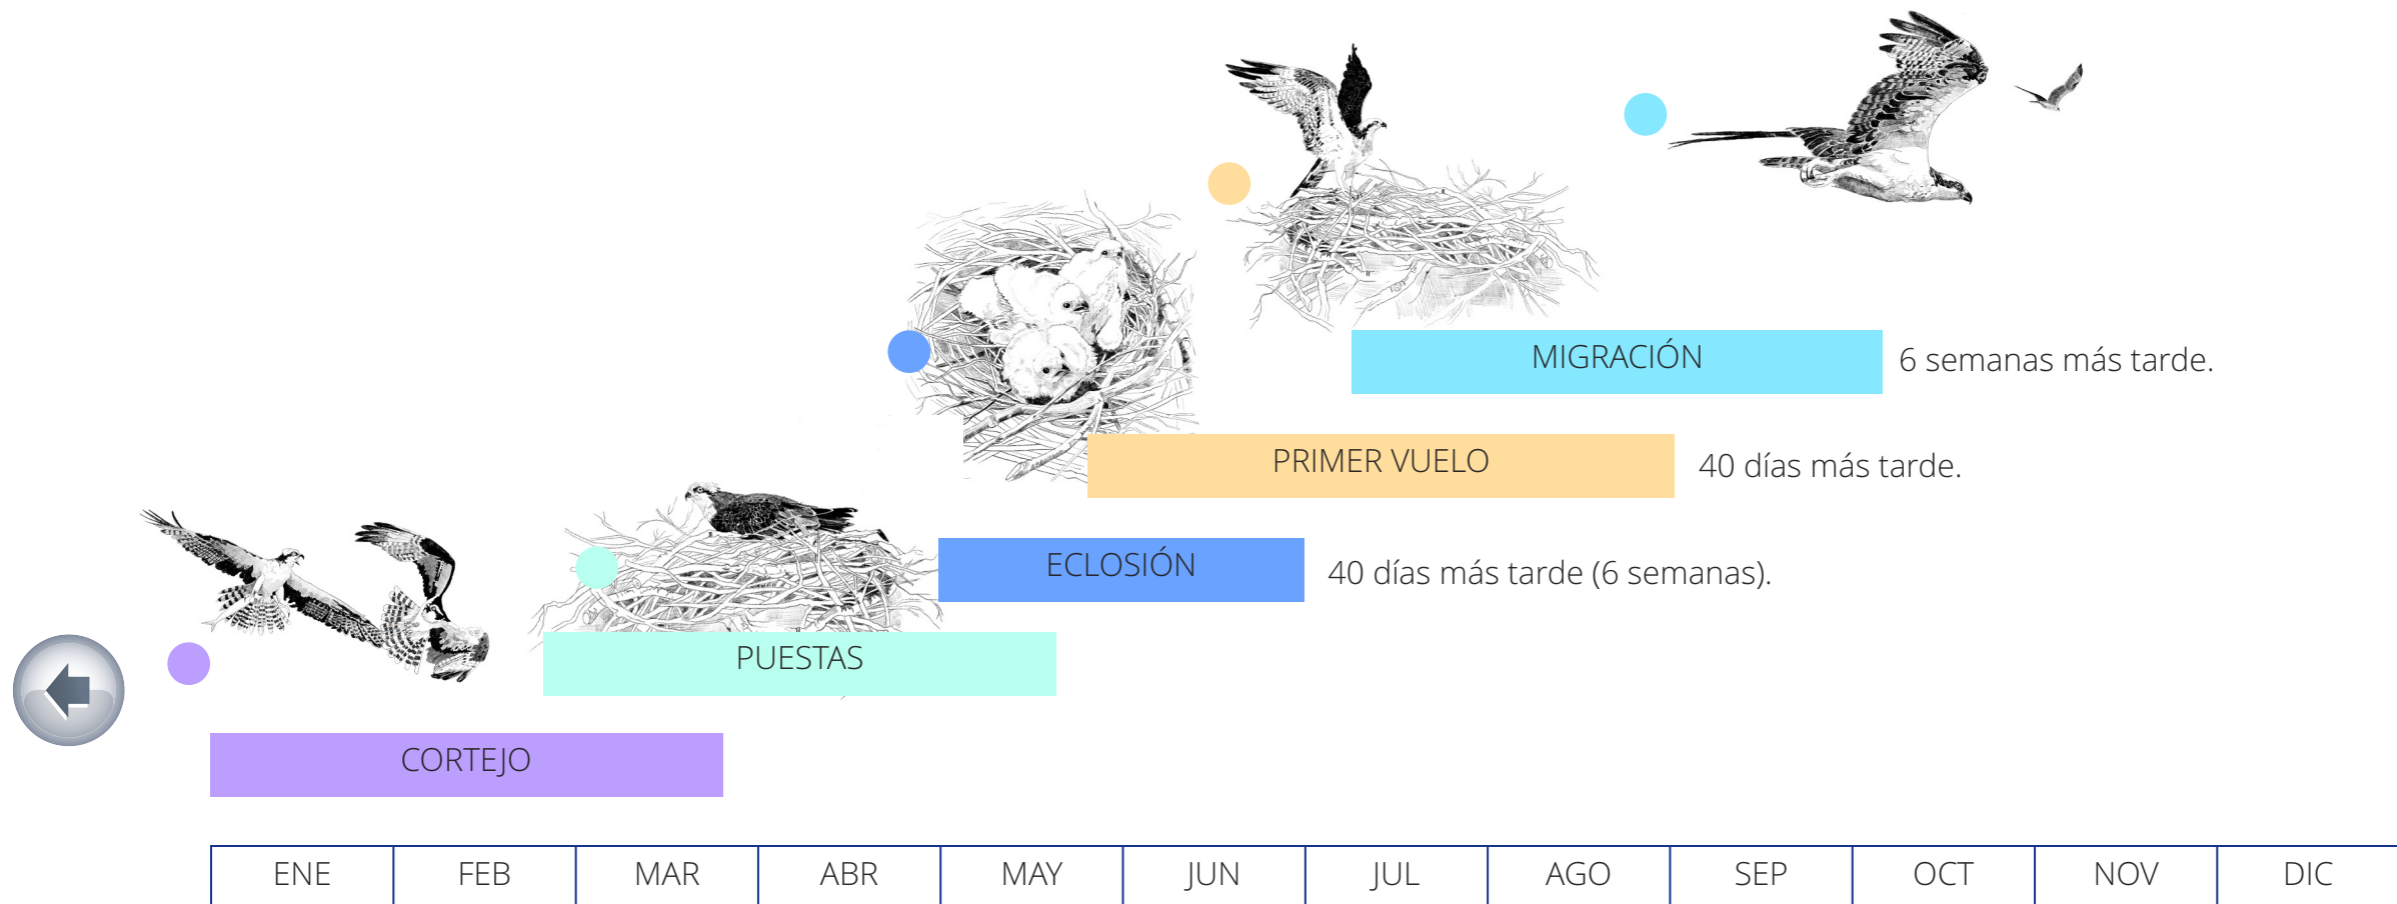 MIGRACIÓN
6 semanas más tarde.
PRIMER VUELO
40 días más tarde.
ECLOSIÓN
40 días más tarde (6 semanas).
PUESTAS
CORTEJO
ENE FEB MAR ABR MAY JUN JUL AGO SEP OCT NOV DIC